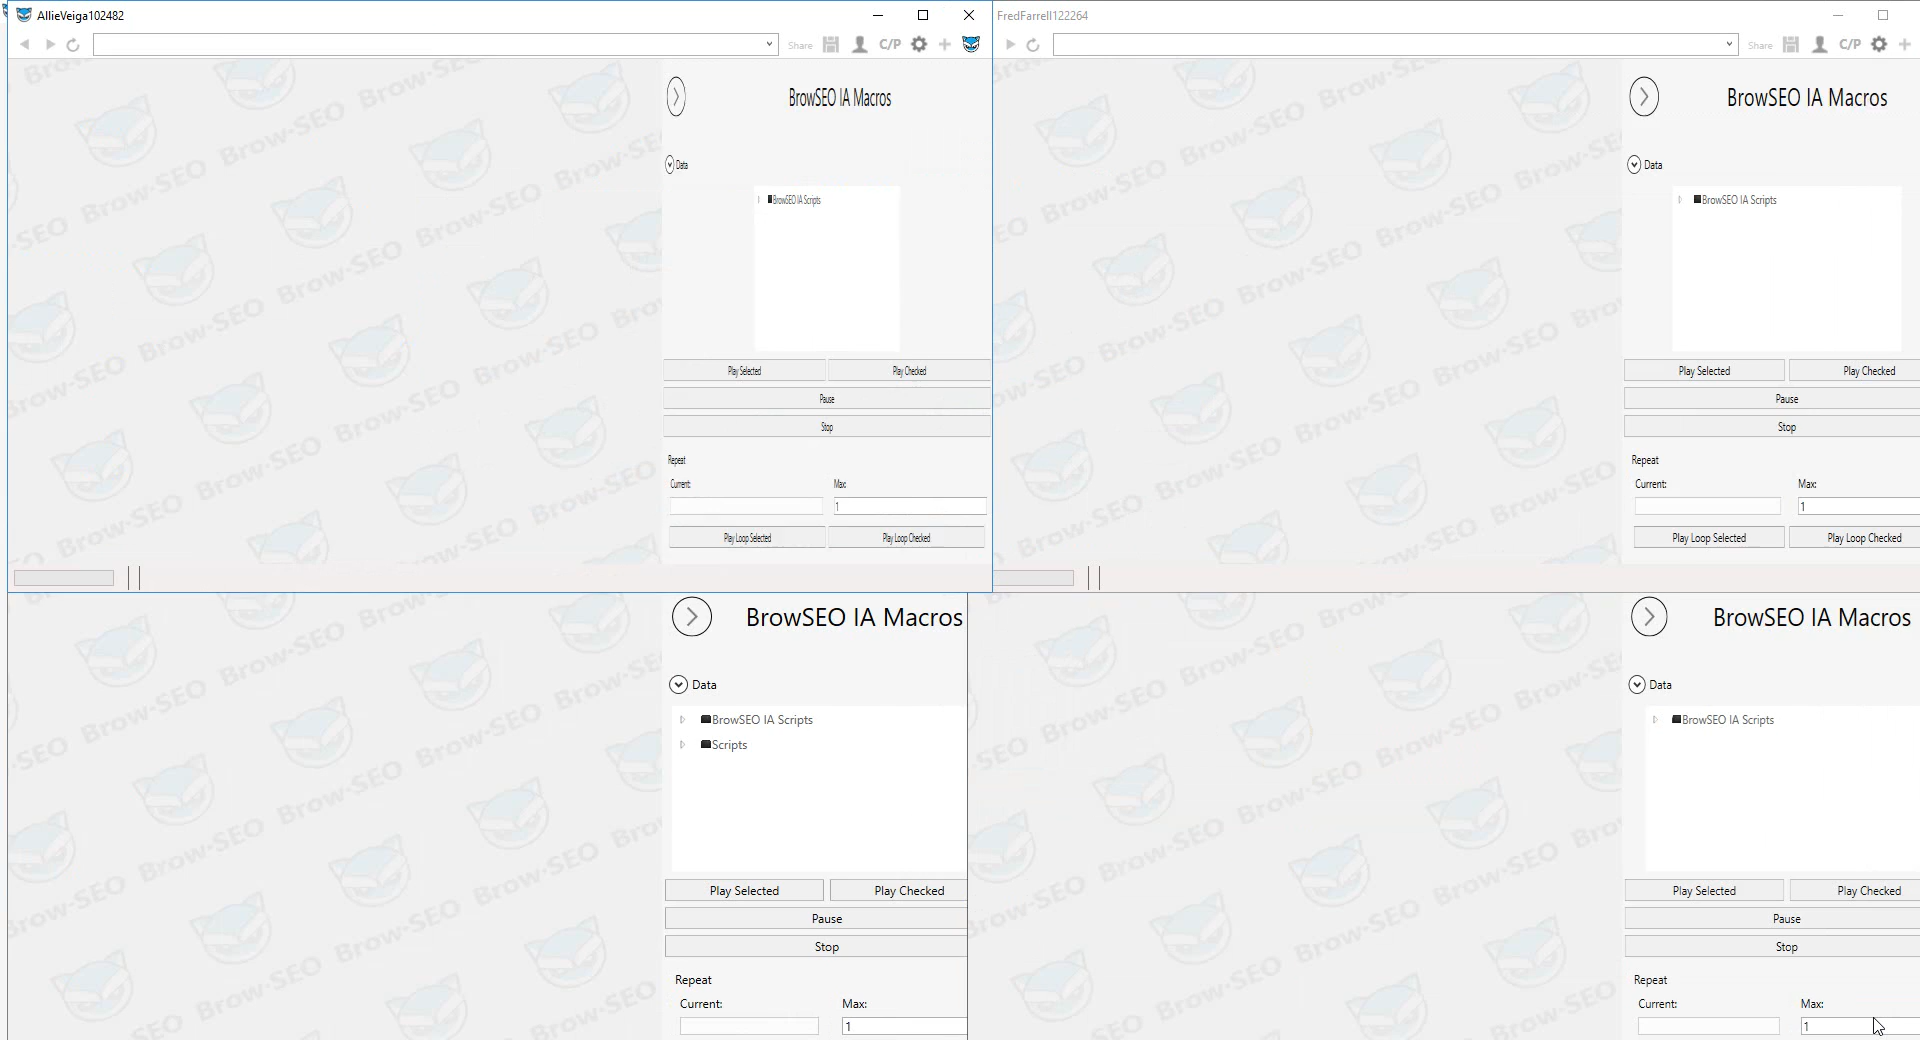 AllieVeiga102482
Share
C/P
BrowSEO IA Macros
Data
BrowSEO IA Scripts
Play Selected
Play Checked
Pause
Stop
Repeat
Current:
Max:
1
Play Loop Selected
Play Loop Checked
FredFarrell122264
Share
C/P
BrowSEO IA Macros
Data
BrowSEO IA Scripts
Play Selected
Play Checked
Pause
Stop
Repeat
Current:
Max:
1
Play Loop Selected
Play Loop Checked
BrowSEO IA Macros
Data
BrowSEO IA Scripts
Scripts
Play Selected
Play Checked
Pause
Stop
Repeat
Current:
Max:
1
BrowSEO IA Macros
Data
BrowSEO IA Scripts
Play Selected
Play Checked
Pause
Stop
Repeat
Current:
Max:
1
Brow-SEO